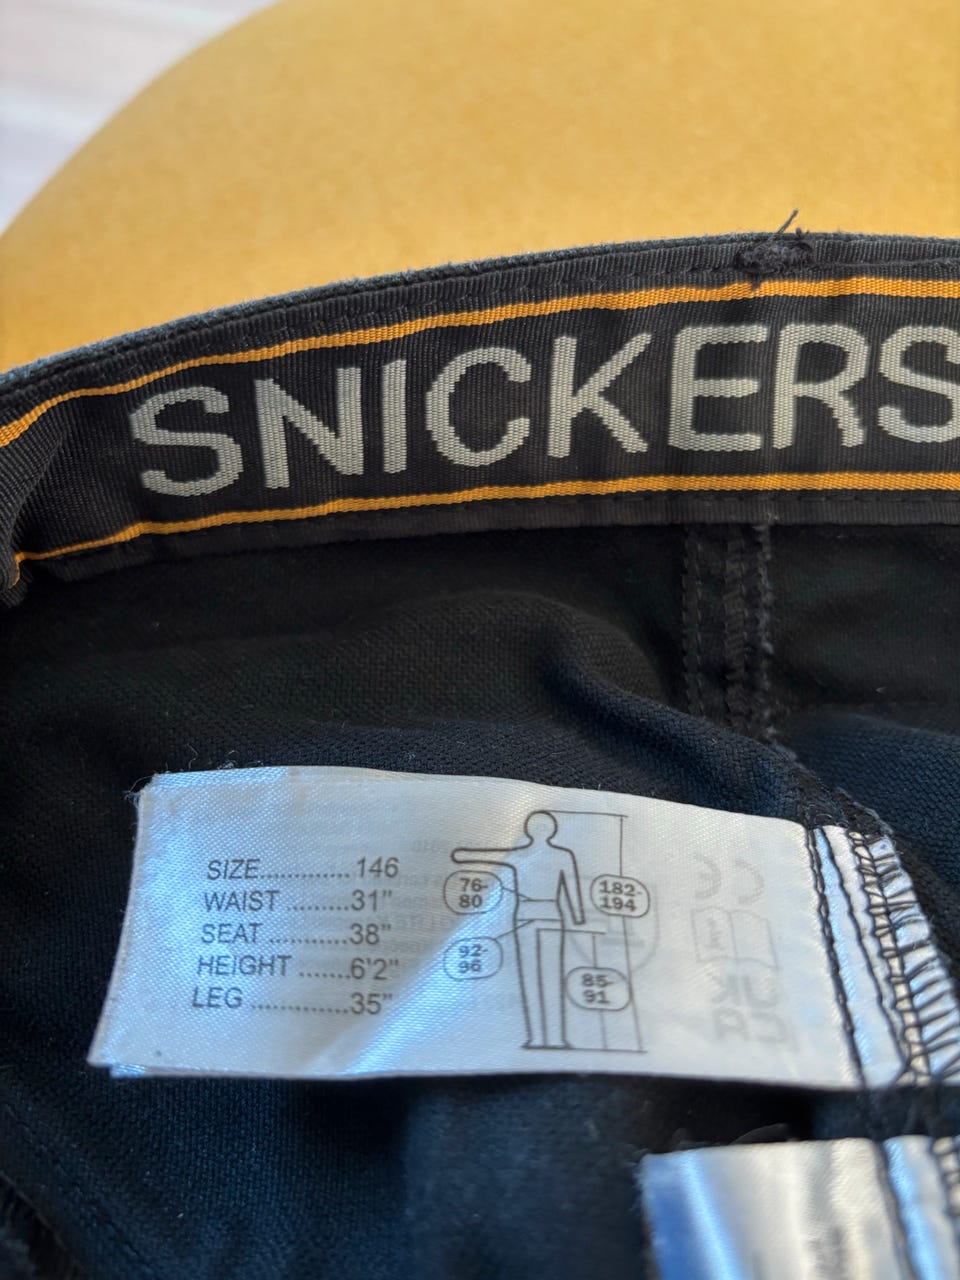 SNICKERS
SIZE.............146
WAIST ..........31"
SEAT ............38"
HEIGHT .......6'2"
LEG ...............35"
76-
80
182-
194
92-
96
85-
91